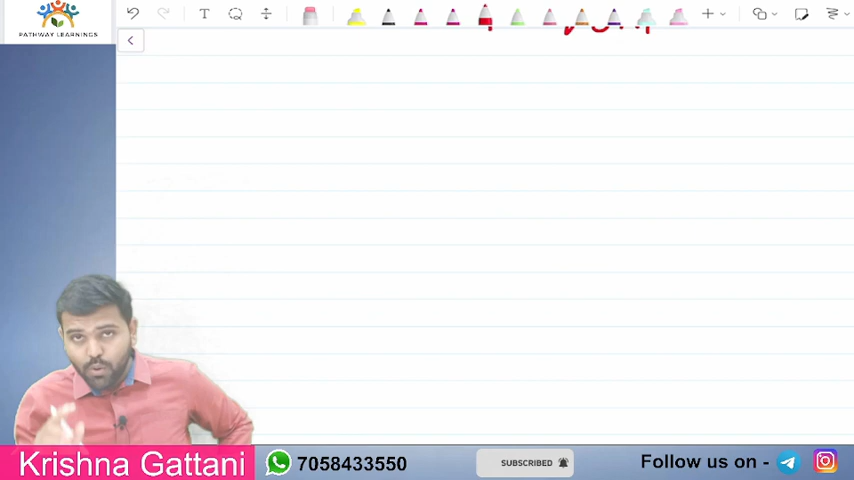 PATHWAY LEARNINGS
T
Krishna Gattani
7058433550
SUBSCRIBED
Follow us on -